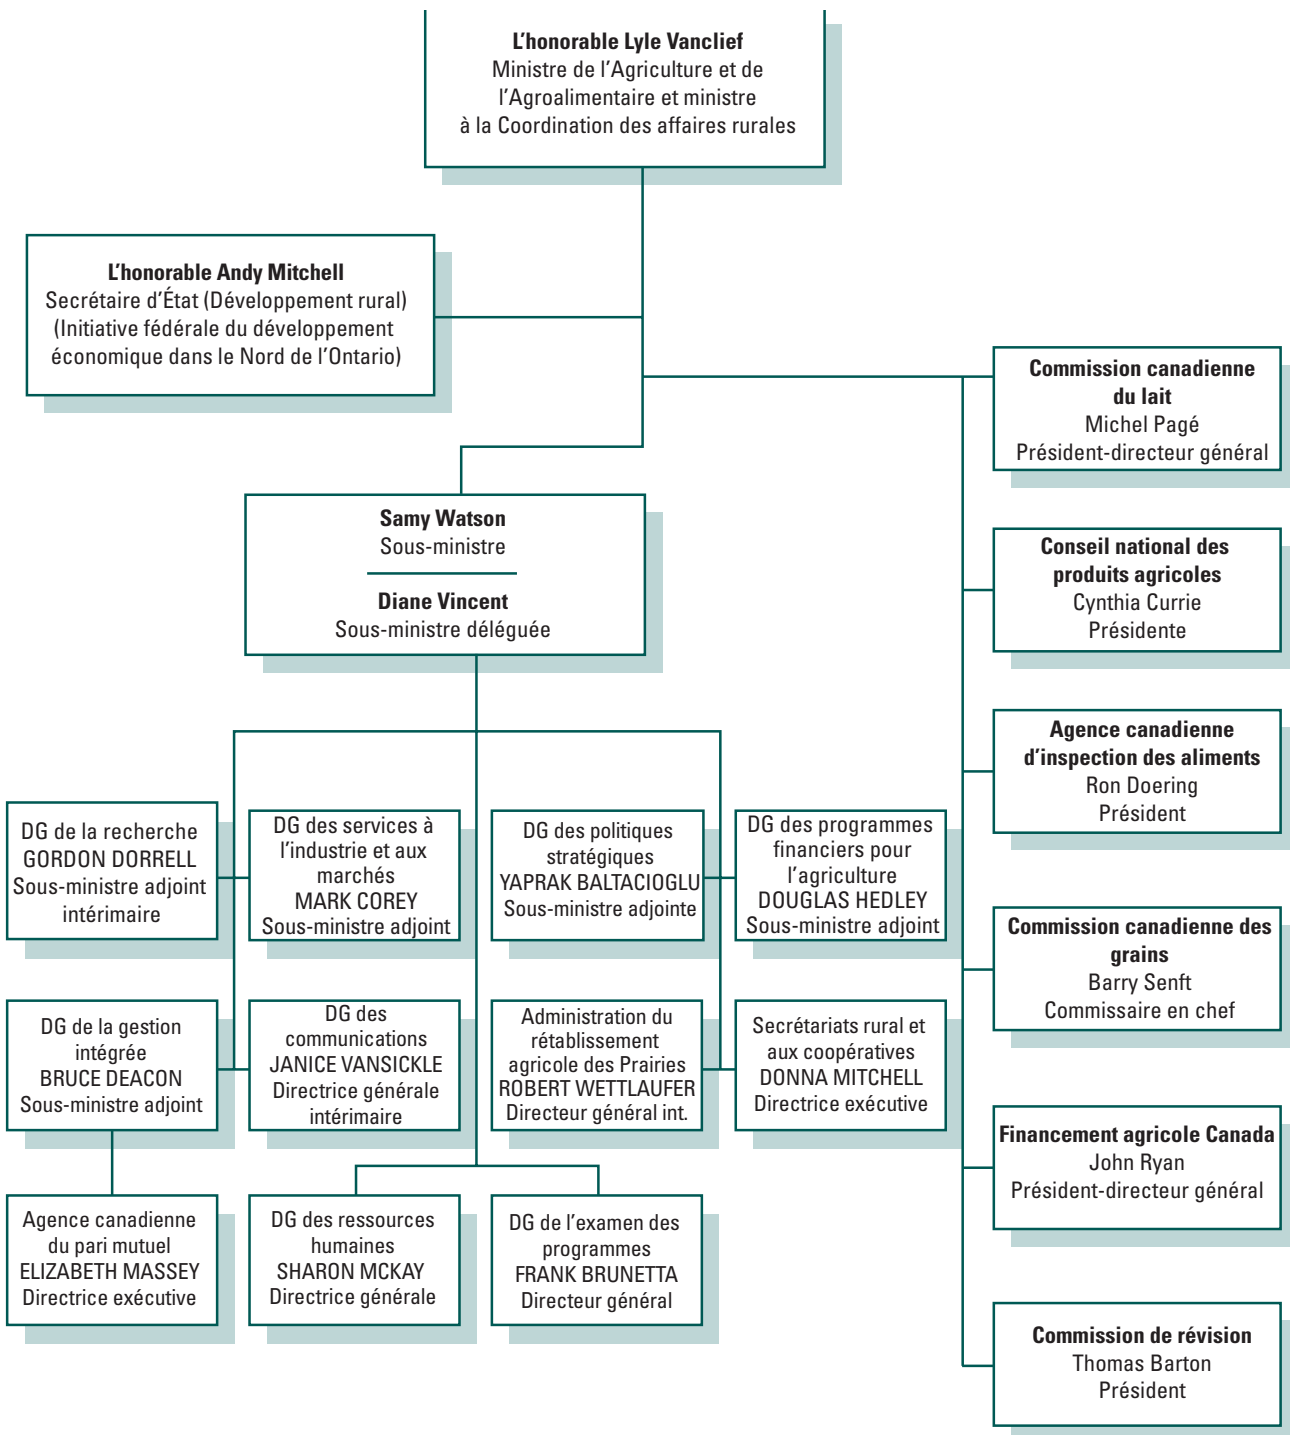 L'honorable Lyle Vanclief
Ministre de l'Agriculture et de
l'Agroalimentaire et ministre
à la Coordination des affaires rurales
L'honorable Andy Mitchell
Secrétaire d'État (Développement rural)
(Initiative fédérale du développement
économique dans le Nord de l'Ontario)
Commission canadienne
du lait
Michel Pagé
Président-directeur général
Samy Watson
Sous-ministre
Diane Vincent
Sous-ministre déléguée
Conseil national des
produits agricoles
Cynthia Currie
Présidente
Agence canadienne
d'inspection des aliments
Ron Doering
Président
DG de la recherche
GORDON DORRELL
Sous-ministre adjoint
intérimaire
DG des services à
l'industrie et aux
marchés
MARK COREY
Sous-ministre adjoint
DG des politiques
stratégiques
YAPRAK BALTACIOGLU
Sous-ministre adjointe
DG des programmes
financiers pour
l'agriculture
DOUGLAS HEDLEY
Sous-ministre adjoint
Commission canadienne des
grains
Barry Senft
Commissaire en chef
DG de la gestion
intégrée
BRUCE DEACON
Sous-ministre adjoint
DG des
communications
JANICE VANSICKLE
Directrice générale
intérimaire
Administration du
rétablissement
agricole des Prairies
ROBERT WETTLAUFER
Directeur général int.
Secrétariats rural et
aux coopératives
DONNA MITCHELL
Directrice exécutive
Financement agricole Canada
John Ryan
Président-directeur général
Agence canadienne
du pari mutuel
ELIZABETH MASSEY
Directrice exécutive
DG des ressources
humaines
SHARON MCKAY
Directrice générale
DG de l'examen des
programmes
FRANK BRUNETTA
Directeur général
Commission de révision
Thomas Barton
Président